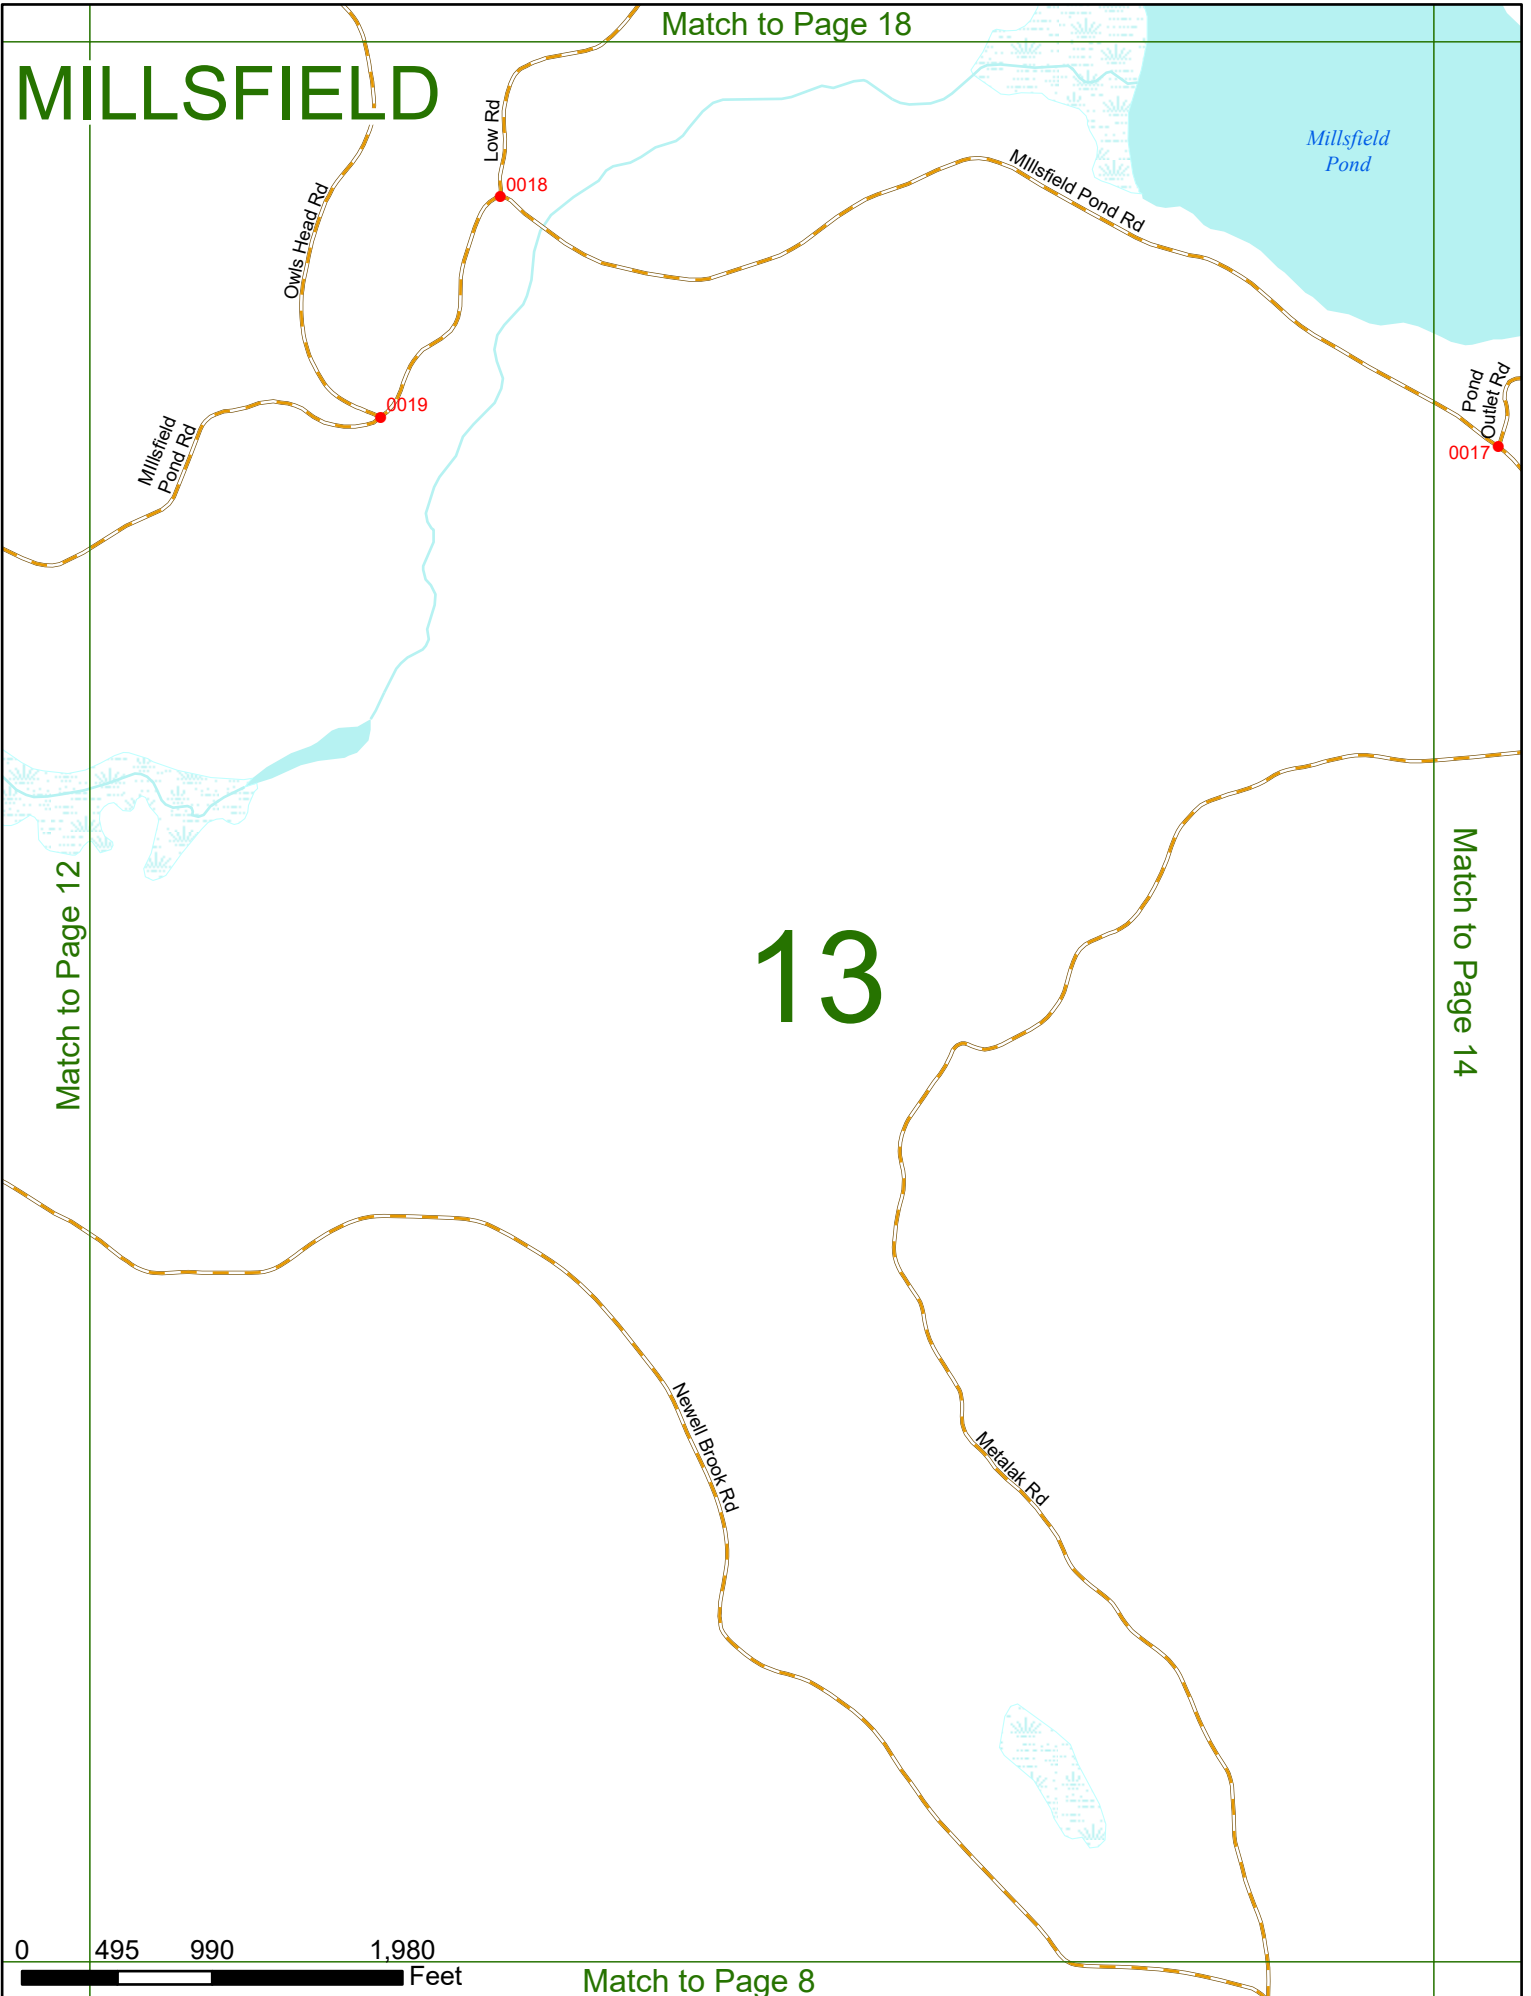 Match to Page 18
MILLSFIELD
Low Rd
Millsfield
Pond
Millsfield Pond Rd
0018
Owls Head Rd
Pond
Outlet Rd
0019
Millsfield
Pond Rd
0017
Match to Page 12
13
Match to Page 14
Newell Brook Rd
Metalak Rd
0 495 990 1,980
Feet
Match to Page 8